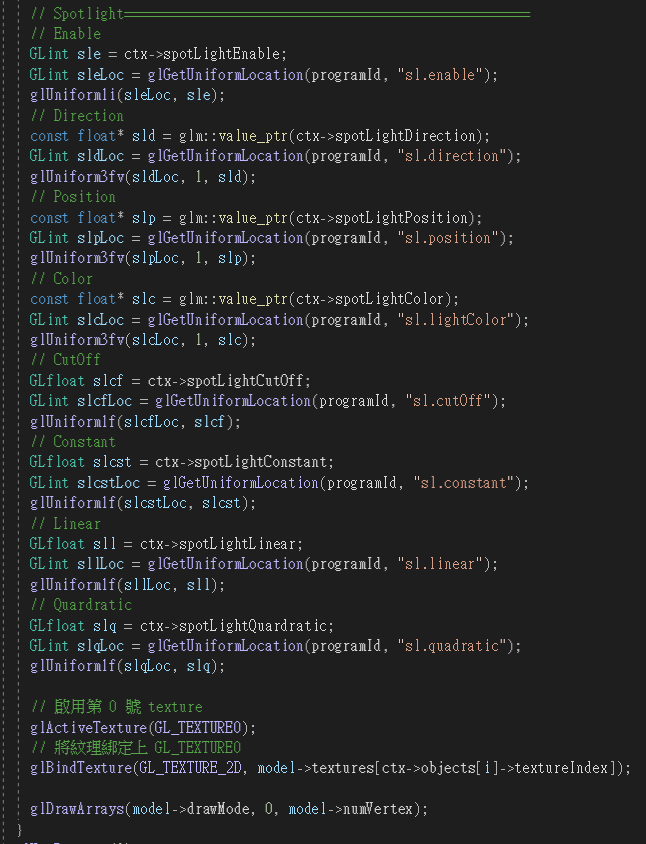 // Spotlight====================================================
// Enable
GLint sle = ctx->spotLightEnable;
GLint sleLoc = glGetUniformLocation(programId, "sl.enable");
glUniform1i(sleLoc, sle);
// Direction
const float* sld = glm::value_ptr(ctx->spotLightDirection);
GLint sldLoc = glGetUniformLocation(programId, "sl.direction");
glUniform3fv(sldLoc, 1, sld);
// Position
const float* slp = glm::value_ptr(ctx->spotLightPosition);
GLint slpLoc = glGetUniformLocation(programId, "sl.position");
glUniform3fv(slpLoc, 1, slp);
// Color
const float* slc = glm::value_ptr(ctx->spotLightColor);
GLint slcLoc = glGetUniformLocation(programId, "sl.lightColor");
glUniform3fv(slcLoc, 1, slc);
// CutOff
GLfloat slcf = ctx->spotLightCutOff;
GLint slcfLoc = glGetUniformLocation(programId, "sl.cutOff");
glUniform1f(slcfLoc, slcf);
// Constant
GLfloat slcst = ctx->spotLightConstant;
GLint slcstLoc = glGetUniformLocation(programId, "sl.constant");
glUniform1f(slcstLoc, slcst);
// Linear
GLfloat sll = ctx->spotLightLinear;
GLint sllLoc = glGetUniformLocation(programId, "sl.linear");
glUniform1f(sllLoc, sll);
// Quardratic
GLfloat slq = ctx->spotLightQuardratic;
GLint slqLoc = glGetUniformLocation(programId, "sl.quadratic");
glUniform1f(slqLoc, slq);
// 啟用第 0 號 texture
glActiveTexture(GL_TEXTURE0);
// 將紋理綁定上 GL_TEXTURE0
glBindTexture(GL_TEXTURE_2D, model->textures[ctx->objects[i]->textureIndex]);
glDrawArrays(model->drawMode, 0, model->numVertex);
}